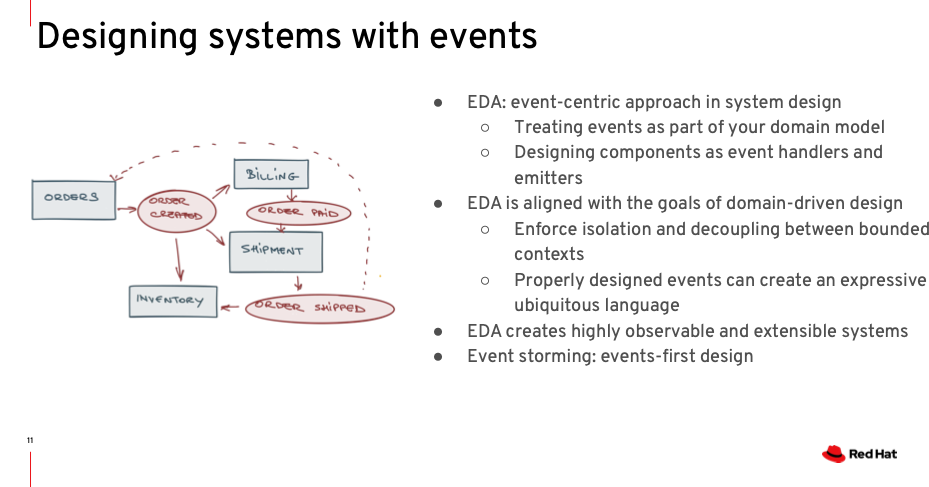 Designing systems with events
ORDERS
ORDER
CREATED
BILLING
ORDER PAID
SHIPMENT
INVENTORY
ORDER SHIPPED
● EDA: event-centric approach in system design
○ Treating events as part of your domain model
○ Designing components as event handlers and
emitters
● EDA is aligned with the goals of domain-driven design
○ Enforce isolation and decoupling between bounded
contexts
○ Properly designed events can create an expressive
ubiquitous language
● EDA creates highly observable and extensible systems
● Event storming: events-first design
11
Red Hat